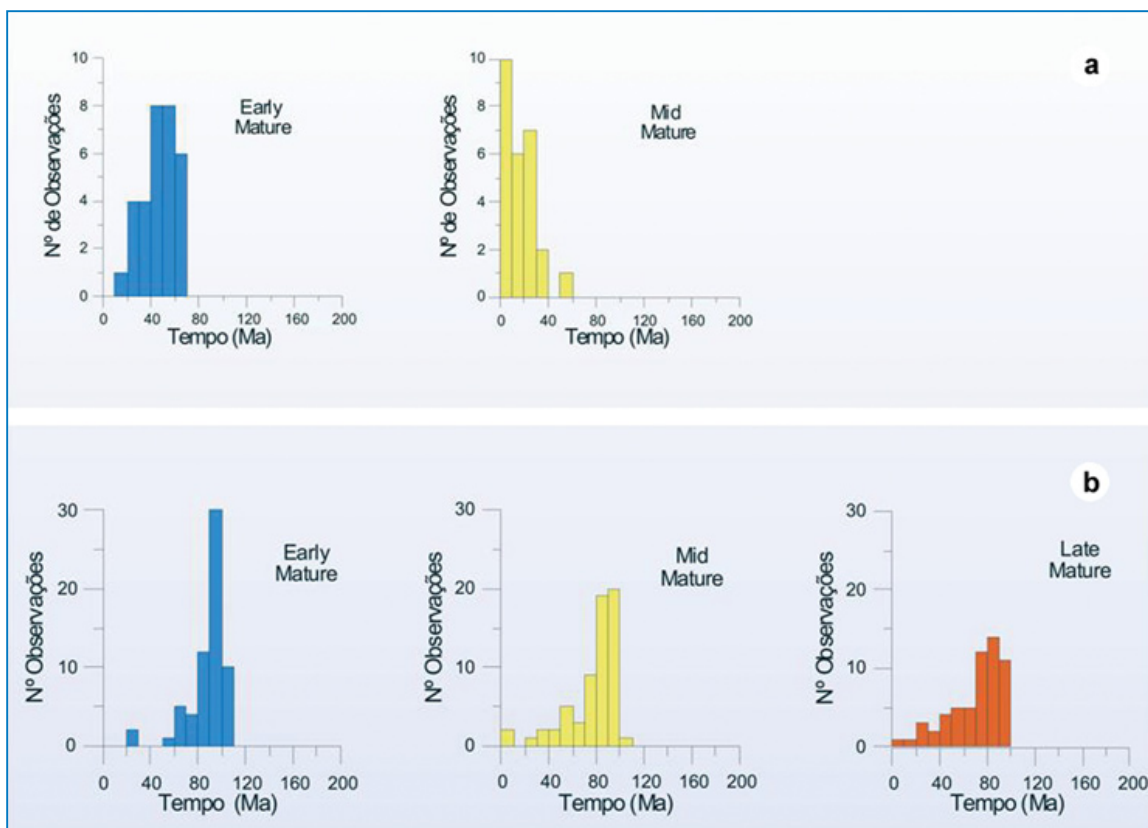 a
10
8
6
4
2
0
Nº de Observações
Early
Mature
0 40 80 120 160 200
Tempo (Ma)
10
8
6
4
2
0
Nº de Observações
Mid
Mature
0 40 80 120 160 200
Tempo (Ma)
b
30
20
10
0
Nº Observações
Early
Mature
0 40 80 120 160 200
Tempo (Ma)
30
20
10
0
Nº Observações
Mid
Mature
0 40 80 120 160 200
Tempo (Ma)
30
20
10
0
Nº Observações
Late
Mature
0 40 80 120 160 200
Tempo (Ma)